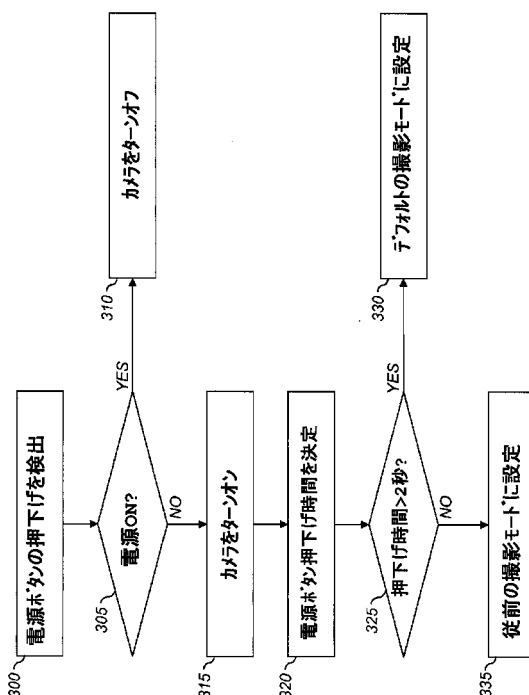 300
電源ボタンの押下げを検出
305
電源ON?
YES
310
カメラをターンオフ
NO
315
カメラをターンオン
320
電源ボタン押下げ時間を決定
325
押下げ時間>2秒?
YES
330
デフォルトの撮影モードに設定
NO
335
従前の撮影モードに設定